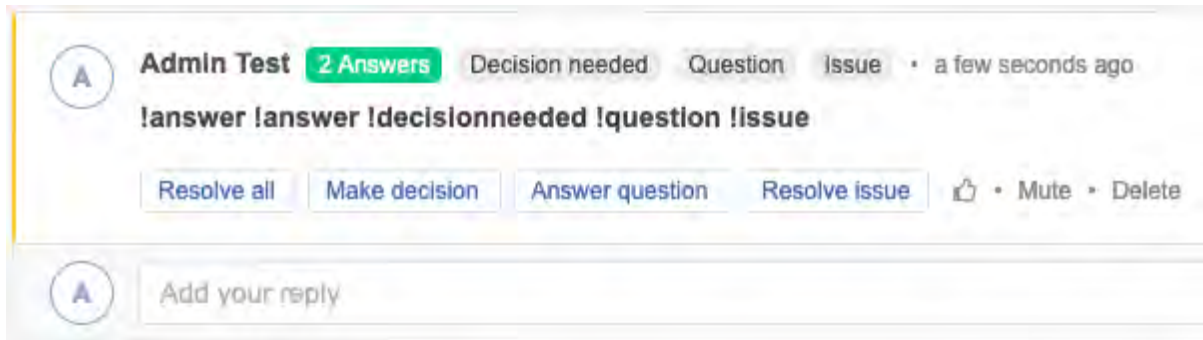 A Admin Test 2 Answers Decision needed Question Issue • a few seconds ago
!answer !answer !decisionneeded !question !issue
Resolve all Make decision Answer question Resolve issue • Mute • Delete
A Add your reply